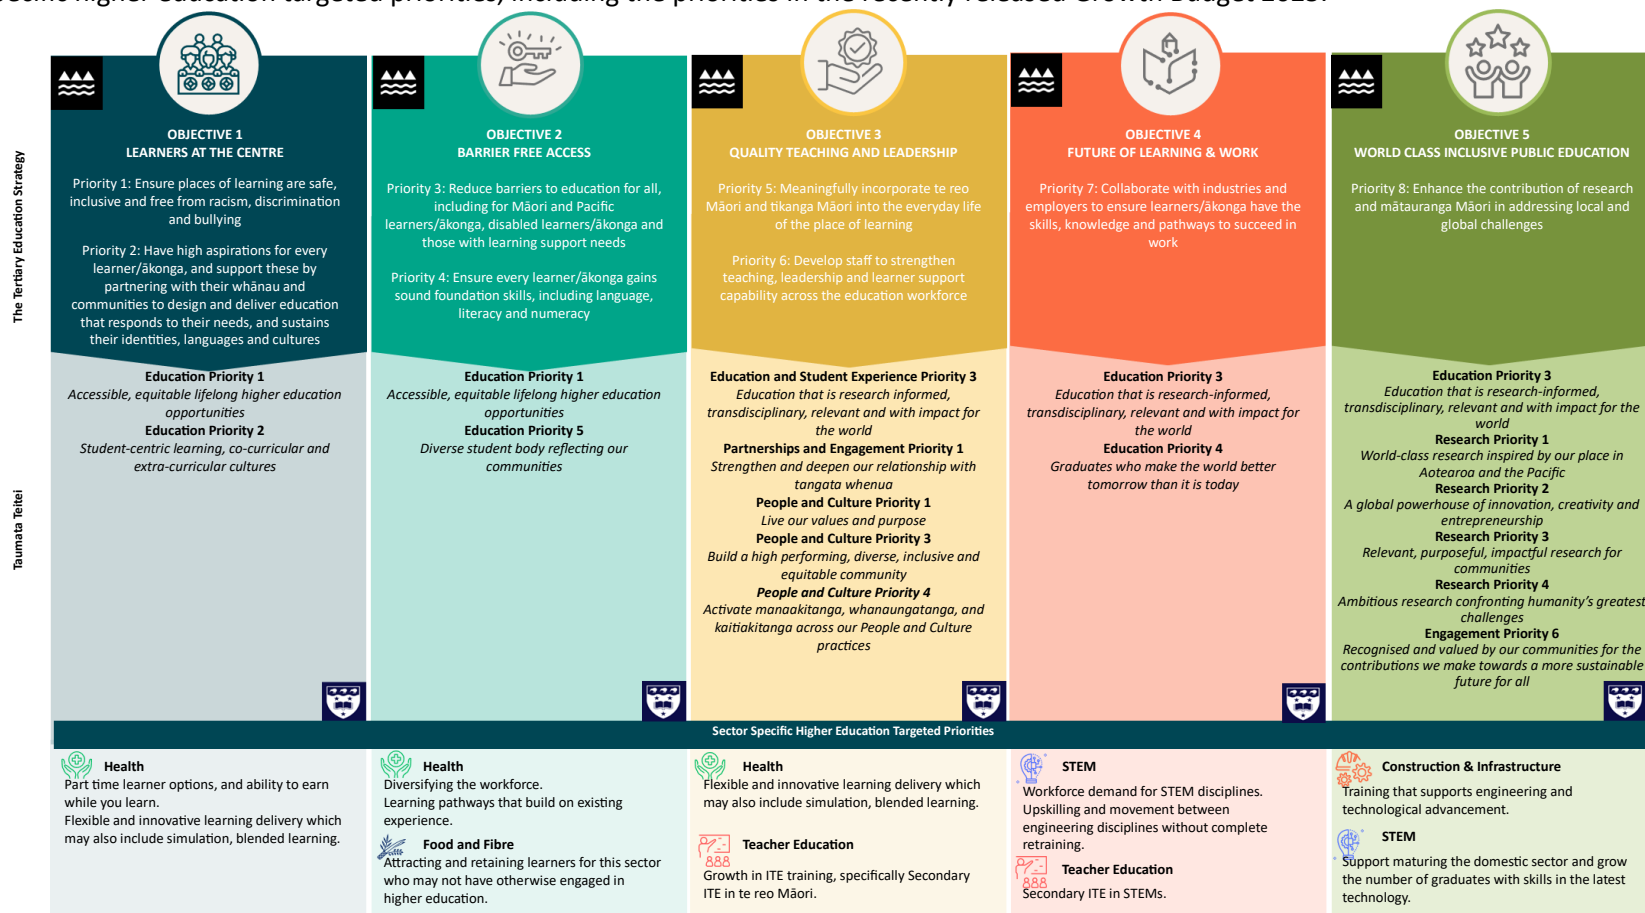 specific higher education targeted priorities, including the priorities in the recently released Growth Budget 2025.
The Tertiary Education Strategy
OBJECTIVE 1
LEARNERS AT THE CENTRE
Priority 1: Ensure places of learning are safe,
inclusive and free from racism, discrimination
and bullying
Priority 2: Have high aspirations for every
learner/ākonga, and support these by
partnering with their whānau and
communities to design and deliver education
that responds to their needs, and sustains
their identities, languages and cultures
OBJECTIVE 2
BARRIER FREE ACCESS
Priority 3: Reduce barriers to education for all,
including for Māori and Pacific
learners/ākonga, disabled learners/ākonga and
those with learning support needs
Priority 4: Ensure every learner/ākonga gains
sound foundation skills, including language,
literacy and numeracy
OBJECTIVE 3
QUALITY TEACHING AND LEADERSHIP
Priority 5: Meaningfully incorporate te reo
Māori and tikanga Māori into the everyday life
of the place of learning
Priority 6: Develop staff to strengthen
teaching, leadership and learner support
capability across the education workforce
OBJECTIVE 4
FUTURE OF LEARNING & WORK
Priority 7: Collaborate with industries and
employers to ensure learners/ākonga have the
skills, knowledge and pathways to succeed in
work
OBJECTIVE 5
WORLD CLASS INCLUSIVE PUBLIC EDUCATION
Priority 8: Enhance the contribution of research
and mātauranga Māori in addressing local and
global challenges
Taumata Teitei
Education Priority 1
Accessible, equitable lifelong higher education
opportunities
Education Priority 2
Student-centric learning, co-curricular and
extra-curricular cultures
Education Priority 1
Accessible, equitable lifelong higher education
opportunities
Education Priority 5
Diverse student body reflecting our
communities
Education and Student Experience Priority 3
Education that is research informed,
transdisciplinary, relevant and with impact for
the world
Partnerships and Engagement Priority 1
Strengthen and deepen our relationship with
tangata whenua
People and Culture Priority 1
Live our values and purpose
People and Culture Priority 3
Build a high performing, diverse, inclusive and
equitable community
People and Culture Priority 4
Activate manaakitanga, whanaungatanga, and
kaitiakitanga across our People and Culture
practices
Education Priority 3
Education that is research-informed,
transdisciplinary, relevant and with impact for
the world
Education Priority 4
Graduates who make the world better
tomorrow than it is today
Education Priority 3
Education that is research-informed,
transdisciplinary, relevant and with impact for the
world
Research Priority 1
World-class research inspired by our place in
Aotearoa and the Pacific
Research Priority 2
A global powerhouse of innovation, creativity and
entrepreneurship
Research Priority 3
Relevant, purposeful, impactful research for
communities
Research Priority 4
Ambitious research confronting humanity's greatest
challenges
Engagement Priority 6
Recognised and valued by our communities for the
contributions we make towards a more sustainable
future for all
Sector Specific Higher Education Targeted Priorities
Health
Part time learner options, and ability to earn
while you learn.
Flexible and innovative learning delivery which
may also include simulation, blended learning.
Health
Diversifying the workforce.
Learning pathways that build on existing
experience.
Food and Fibre
Attracting and retaining learners for this sector
who may not have otherwise engaged in
higher education.
Health
Flexible and innovative learning delivery which
may also include simulation, blended learning.
Teacher Education
Growth in ITE training, specifically Secondary
ITE in te reo Māori.
STEM
Workforce demand for STEM disciplines.
Upskilling and movement between
engineering disciplines without complete
retraining.
Teacher Education
Secondary ITE in STEMs.
Construction & Infrastructure
Training that supports engineering and
technological advancement.
STEM
Support maturing the domestic sector and grow
the number of graduates with skills in the latest
technology.